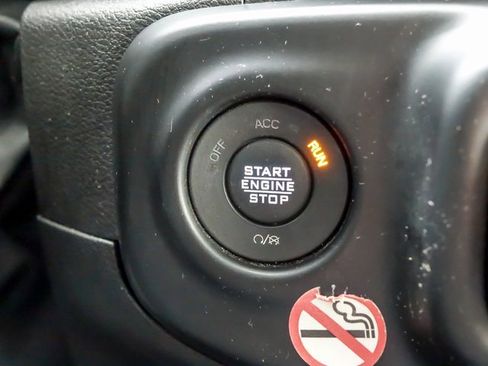 ACC
OFF
RUN
START
ENGINE
STOP